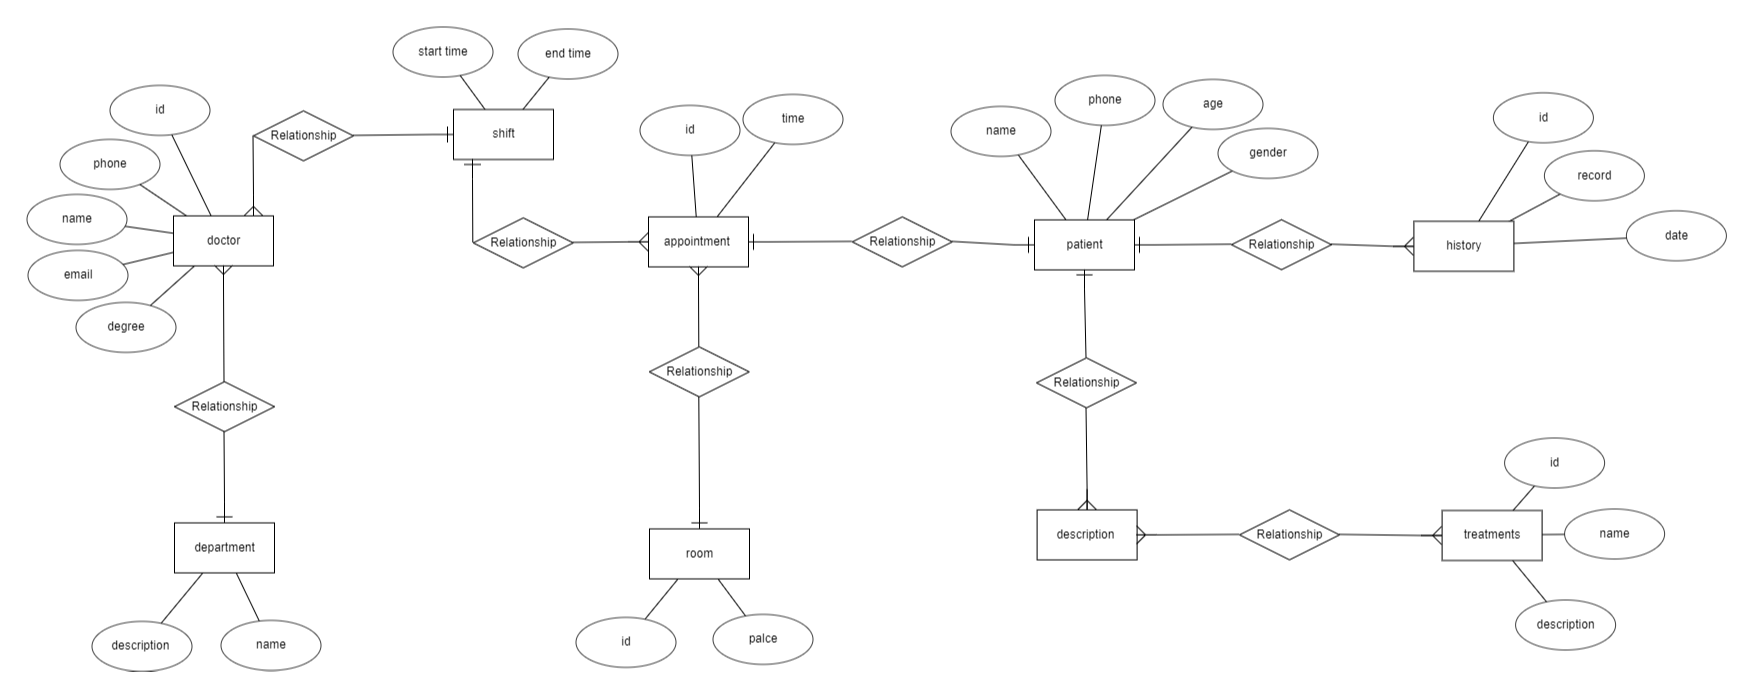 start time
end time
id
Relationship
shift
phone
name
email
degree
doctor
Relationship
department
description
name
id
time
Relationship
appointment
Relationship
Relationship
room
id
palce
name
phone
age
gender
patient
Relationship
id
record
date
history
Relationship
description
Relationship
treatments
id
name
description